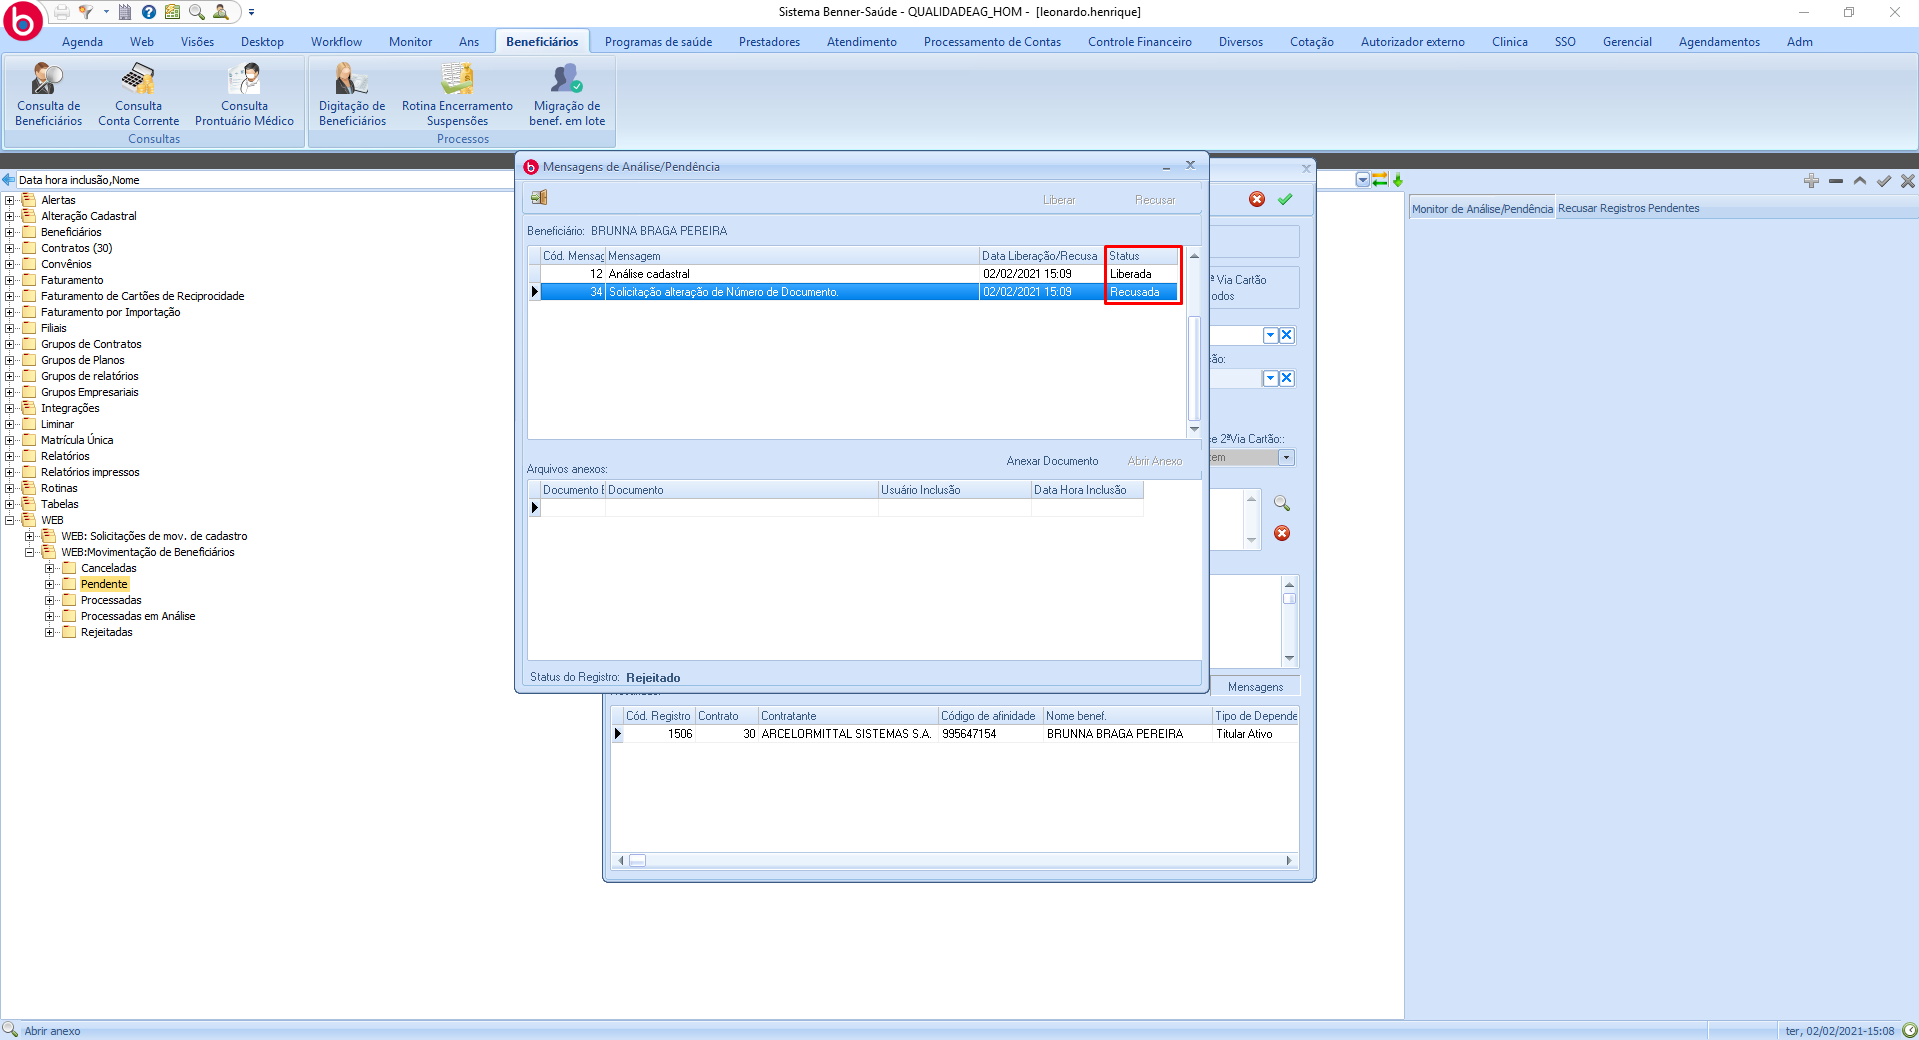 Sistema Benner-Saúde - QUALIDADEAG_HOM - [leonardo.henrique]
Agenda Web Visões Desktop Workflow Monitor Ans Beneficiários Programas de saúde Prestadores Atendimento Processamento de Contas Controle Financeiro Diversos Cotação Autorizador externo Clinica SSO Gerencial Agendamentos Adm
Consulta de Beneficiários
Consulta Conta Corrente
Consulta Prontuário Médico
Digitação de Beneficiários
Rotina Encerramento Suspensões
Migração de benef. em lote
Consultas
Processos
Data hora inclusão,Nome
Alertas
Alteração Cadastral
Beneficiários
Contratos (30)
Convênios
Faturamento
Faturamento de Cartões de Reciprocidade
Faturamento por Importação
Filiais
Grupos de Contratos
Grupos de Planos
Grupos de relatórios
Grupos Empresariais
Integrações
Liminar
Matrícula Única
Relatórios
Relatórios impressos
Rotinas
Tabelas
WEB
WEB: Solicitações de mov. de cadastro
WEB:Movimentação de Beneficiários
Canceladas
Pendente
Processadas
Processadas em Análise
Rejeitadas
Mensagens de Análise/Pendência
Liberar Recusar
Beneficiário: BRUNNA BRAGA PEREIRA
Cód. Mensag Mensagem Data Liberação/Recusa Status
12 Análise cadastral 02/02/2021 15:09 Liberada
34 Solicitação alteração de Número de Documento. 02/02/2021 15:09 Recusada
Anexar Documento Abrir Anexo
Arquivos anexos:
Documento E Documento Usuário Inclusão Data Hora Inclusão
Status do Registro: Rejeitado
ª Via Cartão
odos
ão:
e 2ªVia Cartão::
em
Mensagens
Cód. Registro Contrato Contratante Código de afinidade Nome benef. Tipo de Depende
1506 30 ARCELORMITTAL SISTEMAS S.A. 995647154 BRUNNA BRAGA PEREIRA Titular Ativo
Monitor de Análise/Pendência Recusar Registros Pendentes
Abrir anexo
ter, 02/02/2021-15:08